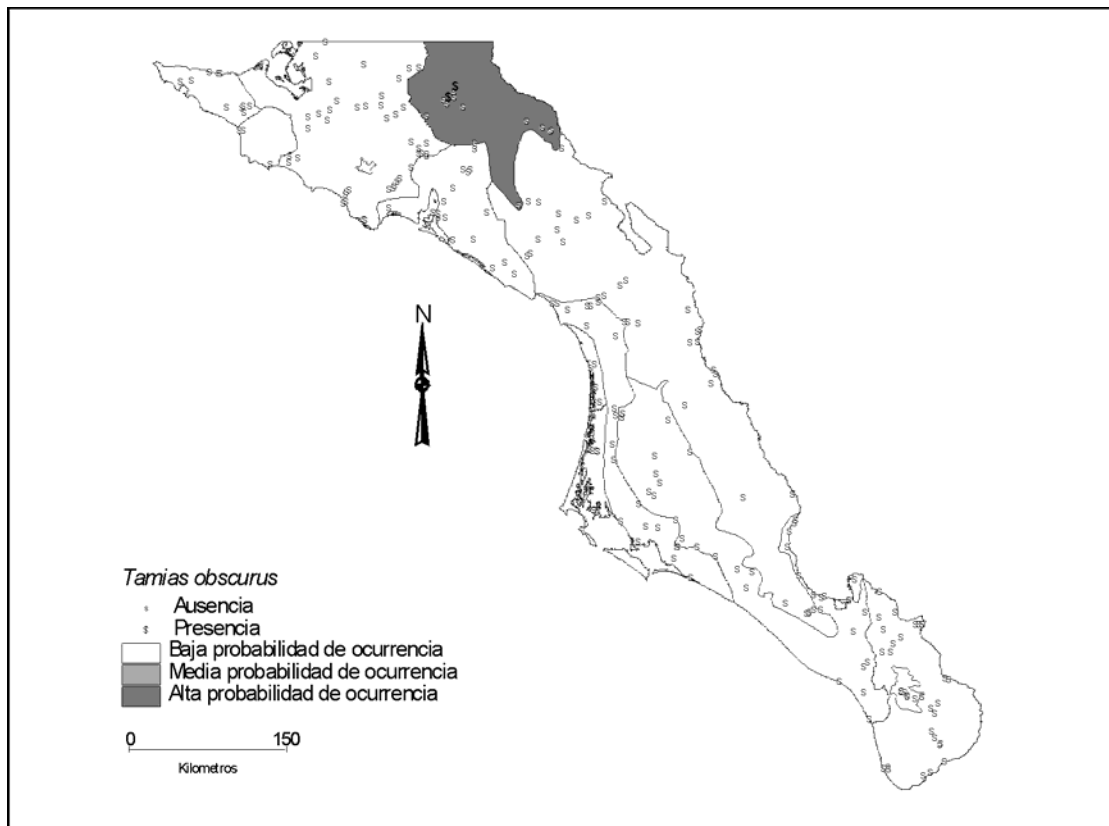 N
Tamias obscurus
s Ausencia
$ Presencia
Baja probabilidad de ocurrencia
Media probabilidad de ocurrencia
Alta probabilidad de ocurrencia
0 150
Kilometros